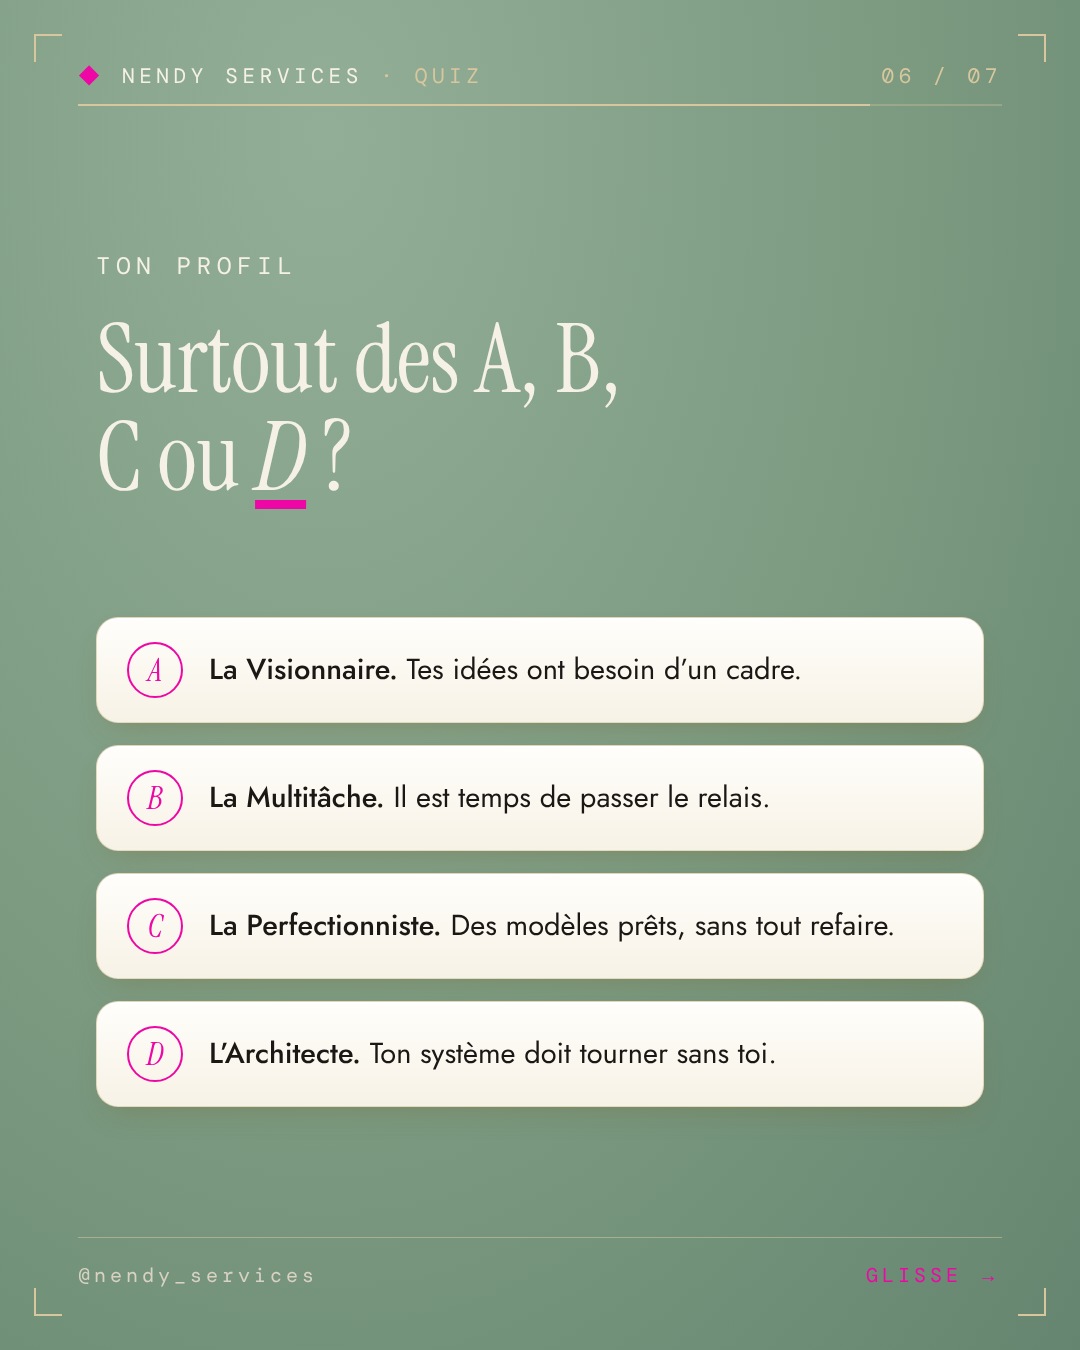 NENDY SERVICES · QUIZ
06 / 07
TON PROFIL
Surtout des A, B,
C ou D ?
A La Visionnaire. Tes idées ont besoin d’un cadre.
B La Multitâche. Il est temps de passer le relais.
C La Perfectionniste. Des modèles prêts, sans tout refaire.
D L’Architecte. Ton système doit tourner sans toi.
@nendy_services
GLISSE →